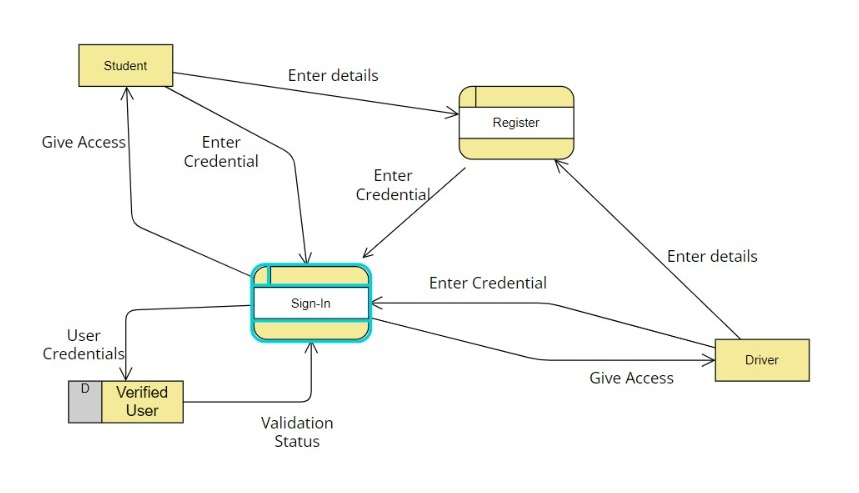 Student
Enter details
Register
Give Access
Enter
Credential
Enter
Credential
Enter details
Enter Credential
Sign-In
User
Credentials
Driver
Give Access
D
Verified
User
Validation
Status